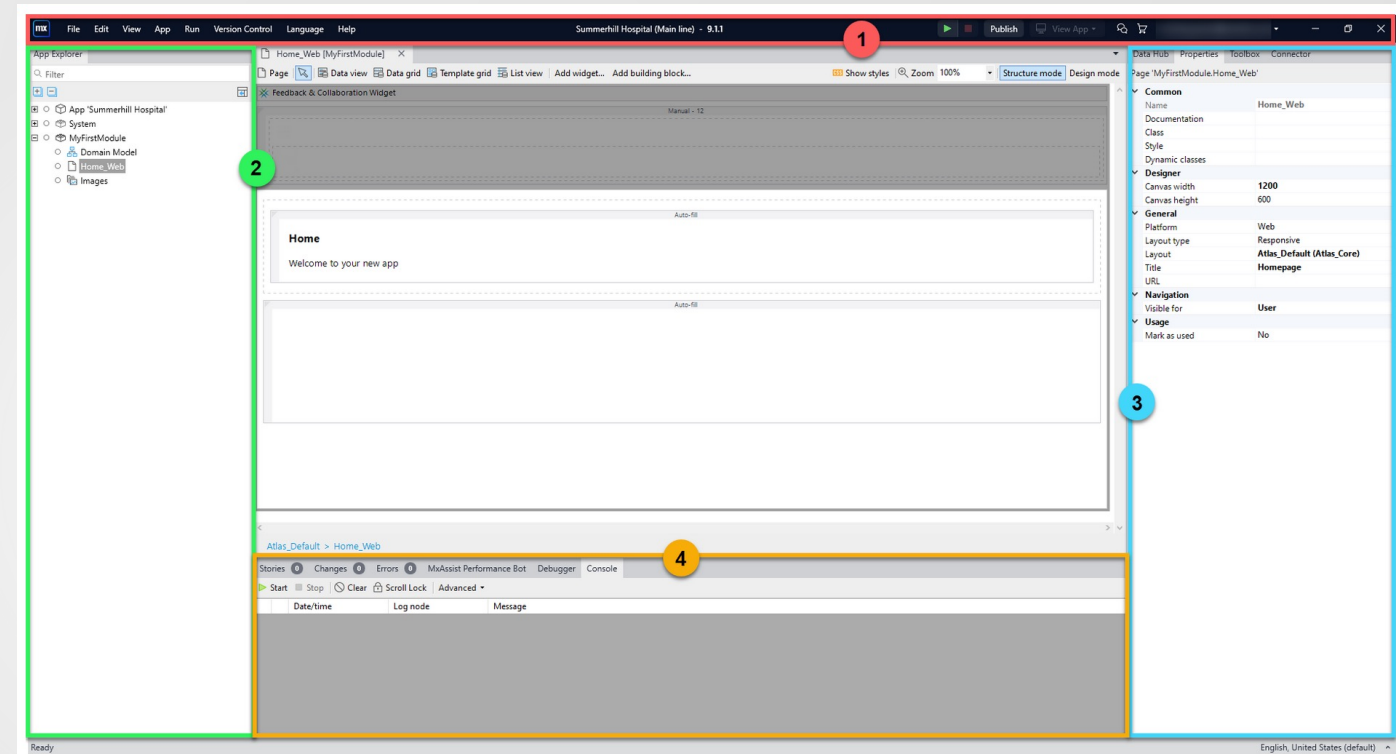 mx File Edit View App Run Version Control Language Help Summerhill Hospital (Main line) - 9.1.1 Publish View App
1
App Explorer
Filter
App 'Summerhill Hospital'
System
MyFirstModule
Domain Model
Home_Web
Images
2
Home_Web [MyFirstModule]
Page Data view Data grid Template grid List view Add widget... Add building block... Show styles Zoom 100% Structure mode Design mode
Feedback & Collaboration Widget
Manual - 12
Auto-fill
Home
Welcome to your new app
Auto-fill
Atlas_Default > Home_Web
4
Stories 0 Changes 0 Errors 0 MxAssist Performance Bot Debugger Console
Start Stop Clear Scroll Lock Advanced
Date/time Log node Message
Data Hub Properties Toolbox Connector
Page 'MyFirstModule.Home_Web'
Common
Name Home_Web
Documentation
Class
Style
Dynamic classes
Designer
Canvas width 1200
Canvas height 600
General
Platform Web
Layout type Responsive
Layout Atlas_Default (Atlas_Core)
Title Homepage
URL
Navigation
Visible for User
Usage
Mark as used No
3
Ready English, United States (default)